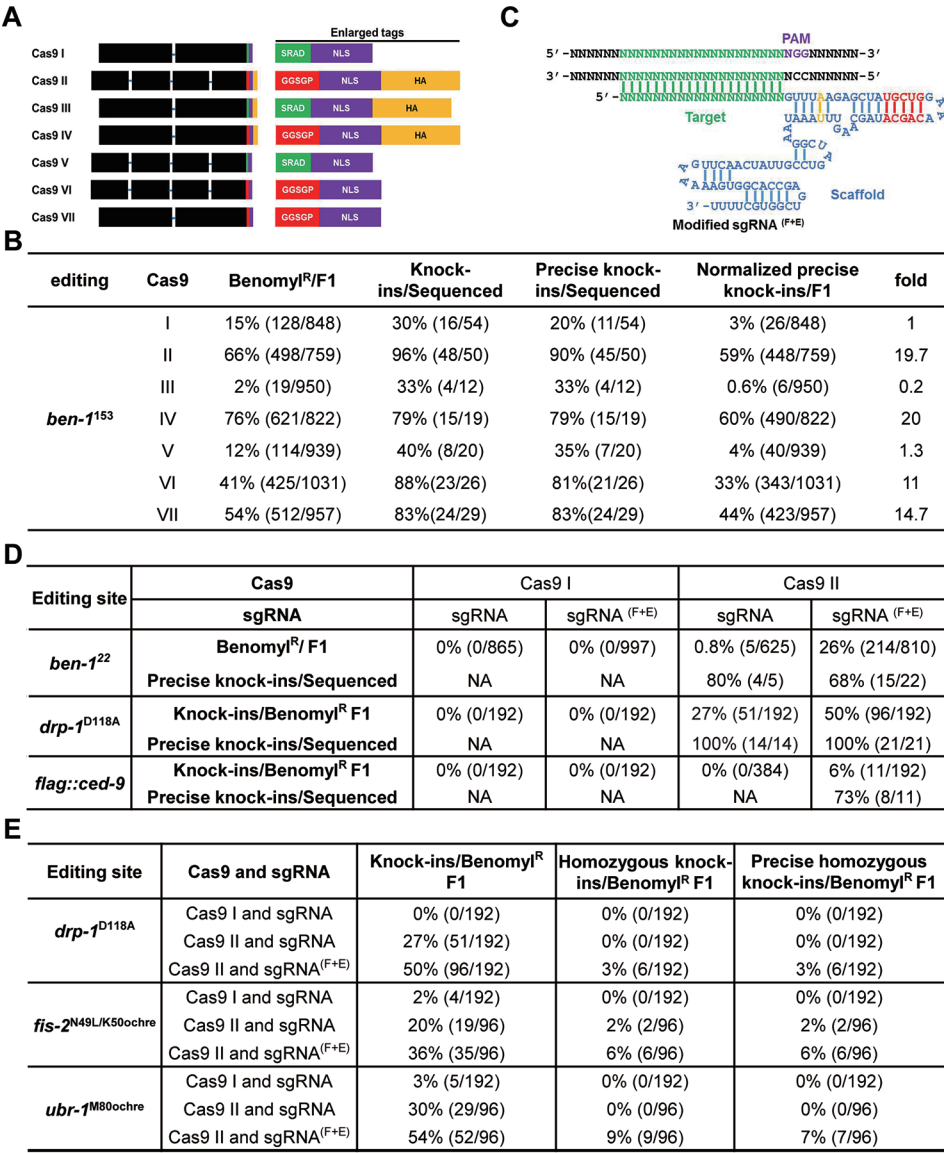 A
Enlarged tags
Cas9 I
SRAD NLS
Cas9 II
GGSGP NLS HA
Cas9 III
SRAD NLS HA
Cas9 IV
GGSGP NLS HA
Cas9 V
SRAD NLS
Cas9 VI
GGSGP NLS
Cas9 VII
GGSGP NLS
C
PAM
Target
Scaffold
Modified sgRNA (F+E)
B
editing Cas9 Benomylᴿ/F1 Knock-ins/Sequenced Precise knock-ins/Sequenced Normalized precise knock-ins/F1 fold
ben-1¹⁵³
I 15% (128/848) 30% (16/54) 20% (11/54) 3% (26/848) 1
II 66% (498/759) 96% (48/50) 90% (45/50) 59% (448/759) 19.7
III 2% (19/950) 33% (4/12) 33% (4/12) 0.6% (6/950) 0.2
IV 76% (621/822) 79% (15/19) 79% (15/19) 60% (490/822) 20
V 12% (114/939) 40% (8/20) 35% (7/20) 4% (40/939) 1.3
VI 41% (425/1031) 88%(23/26) 81%(21/26) 33% (343/1031) 11
VII 54% (512/957) 83%(24/29) 83%(24/29) 44% (423/957) 14.7
D
Editing site Cas9 Cas9 I Cas9 II
sgRNA sgRNA sgRNA (F+E) sgRNA sgRNA (F+E)
ben-1²² Benomylᴿ/ F1 0% (0/865) 0% (0/997) 0.8% (5/625) 26% (214/810)
Precise knock-ins/Sequenced NA NA 80% (4/5) 68% (15/22)
drp-1ᴰ¹¹⁸ᴬ Knock-ins/Benomylᴿ F1 0% (0/192) 0% (0/192) 27% (51/192) 50% (96/192)
Precise knock-ins/Sequenced NA NA 100% (14/14) 100% (21/21)
flag::ced-9 Knock-ins/Benomylᴿ F1 0% (0/192) 0% (0/192) 0% (0/384) 6% (11/192)
Precise knock-ins/Sequenced NA NA NA 73% (8/11)
E
Editing site Cas9 and sgRNA Knock-ins/Benomylᴿ F1 Homozygous knock-ins/Benomylᴿ F1 Precise homozygous knock-ins/Benomylᴿ F1
drp-1ᴰ¹¹⁸ᴬ
Cas9 I and sgRNA 0% (0/192) 0% (0/192) 0% (0/192)
Cas9 II and sgRNA 27% (51/192) 0% (0/192) 0% (0/192)
Cas9 II and sgRNA(F+E) 50% (96/192) 3% (6/192) 3% (6/192)
fis-2N49L/K50ochre
Cas9 I and sgRNA 2% (4/192) 0% (0/192) 0% (0/192)
Cas9 II and sgRNA 20% (19/96) 2% (2/96) 2% (2/96)
Cas9 II and sgRNA(F+E) 36% (35/96) 6% (6/96) 6% (6/96)
ubr-1M80ochre
Cas9 I and sgRNA 3% (5/192) 0% (0/192) 0% (0/192)
Cas9 II and sgRNA 30% (29/96) 0% (0/96) 0% (0/96)
Cas9 II and sgRNA(F+E) 54% (52/96) 9% (9/96) 7% (7/96)